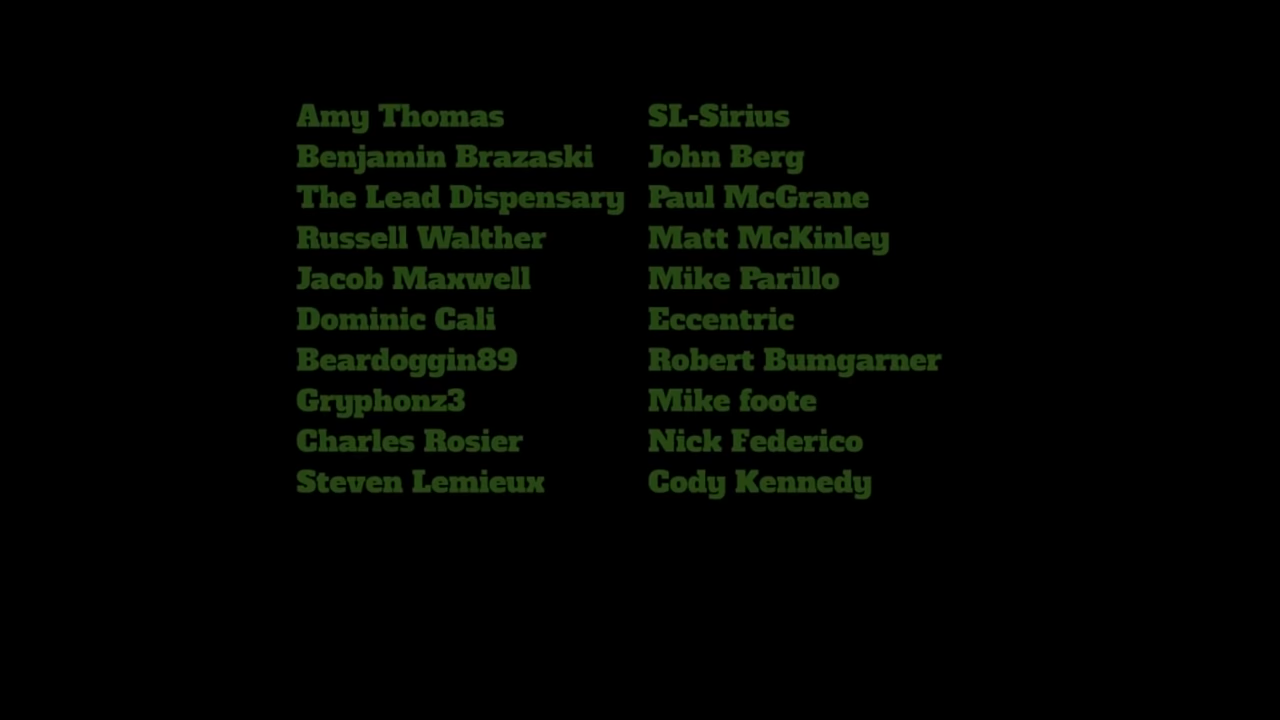 Amy Thomas
Benjamin Brazaski
The Lead Dispensary
Russell Walther
Jacob Maxwell
Dominic Cali
Beardoggin89
Gryphonz3
Charles Rosier
Steven Lemieux
SL-Sirius
John Berg
Paul McGrane
Matt McKinley
Mike Parillo
Eccentric
Robert Bumgarner
Mike foote
Nick Federico
Cody Kennedy